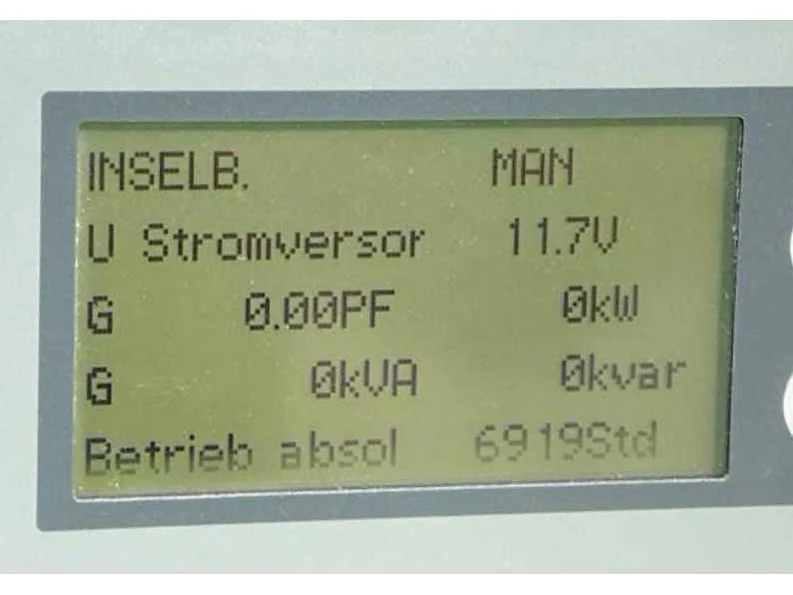 INSELB. MAN
U Stromversor 11.7V
G 0.00PF 0kW
G 0kVA 0kvar
Betrieb absol 6919Std